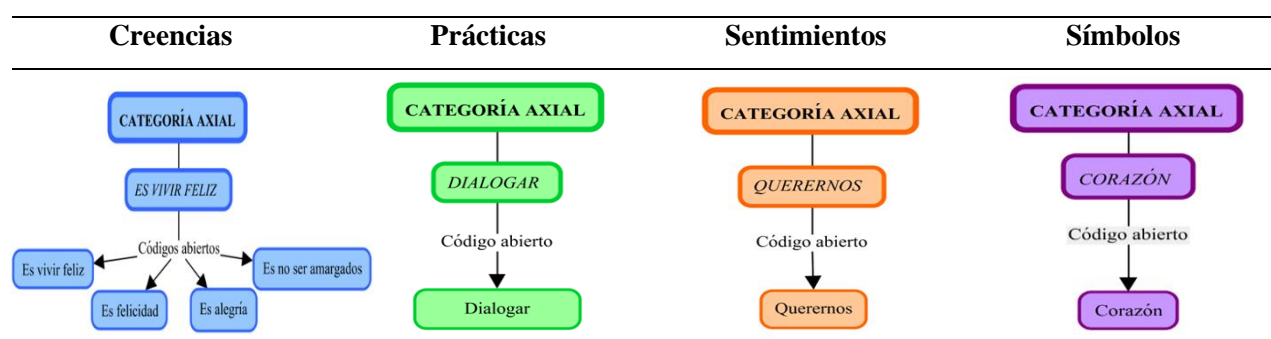 Creencias
Prácticas
Sentimientos
Símbolos
CATEGORÍA AXIAL
ES VIVIR FELIZ
Códigos abiertos
Es vivir feliz
Es no ser amargados
Es felicidad
Es alegría
CATEGORÍA AXIAL
DIALOGAR
Código abierto
Dialogar
CATEGORÍA AXIAL
QUERERNOS
Código abierto
Querernos
CATEGORÍA AXIAL
CORAZÓN
Código abierto
Corazón